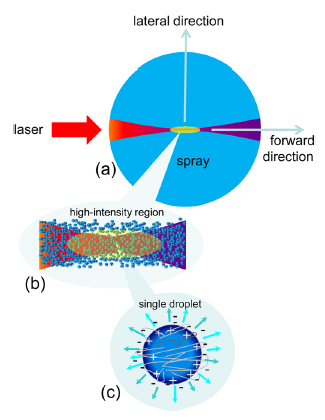 lateral direction
laser
forward
direction
(a)
spray
high-intensity region
(b)
single droplet
(c)